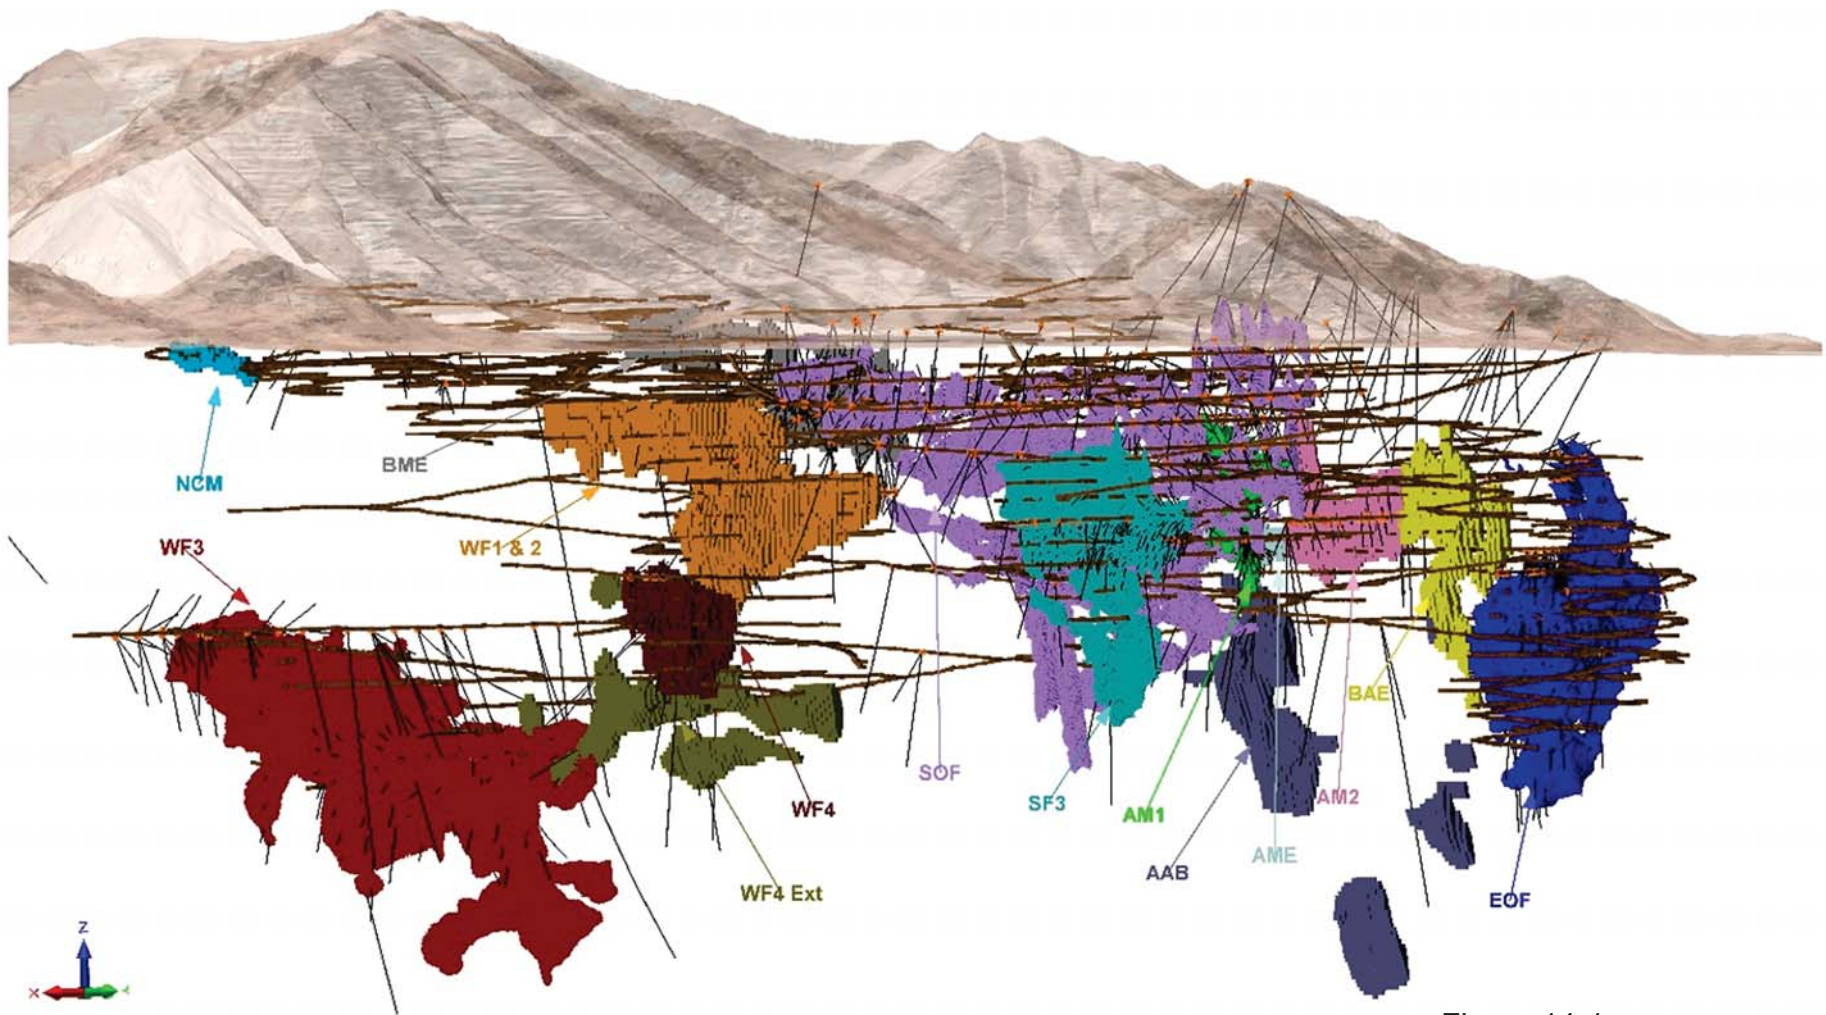 NCM
BME
WF3
WF1 & 2
BAE
SOF
SF3
WF4
AM1
AM2
AME
AAB
WF4 Ext
EOF
Z
X